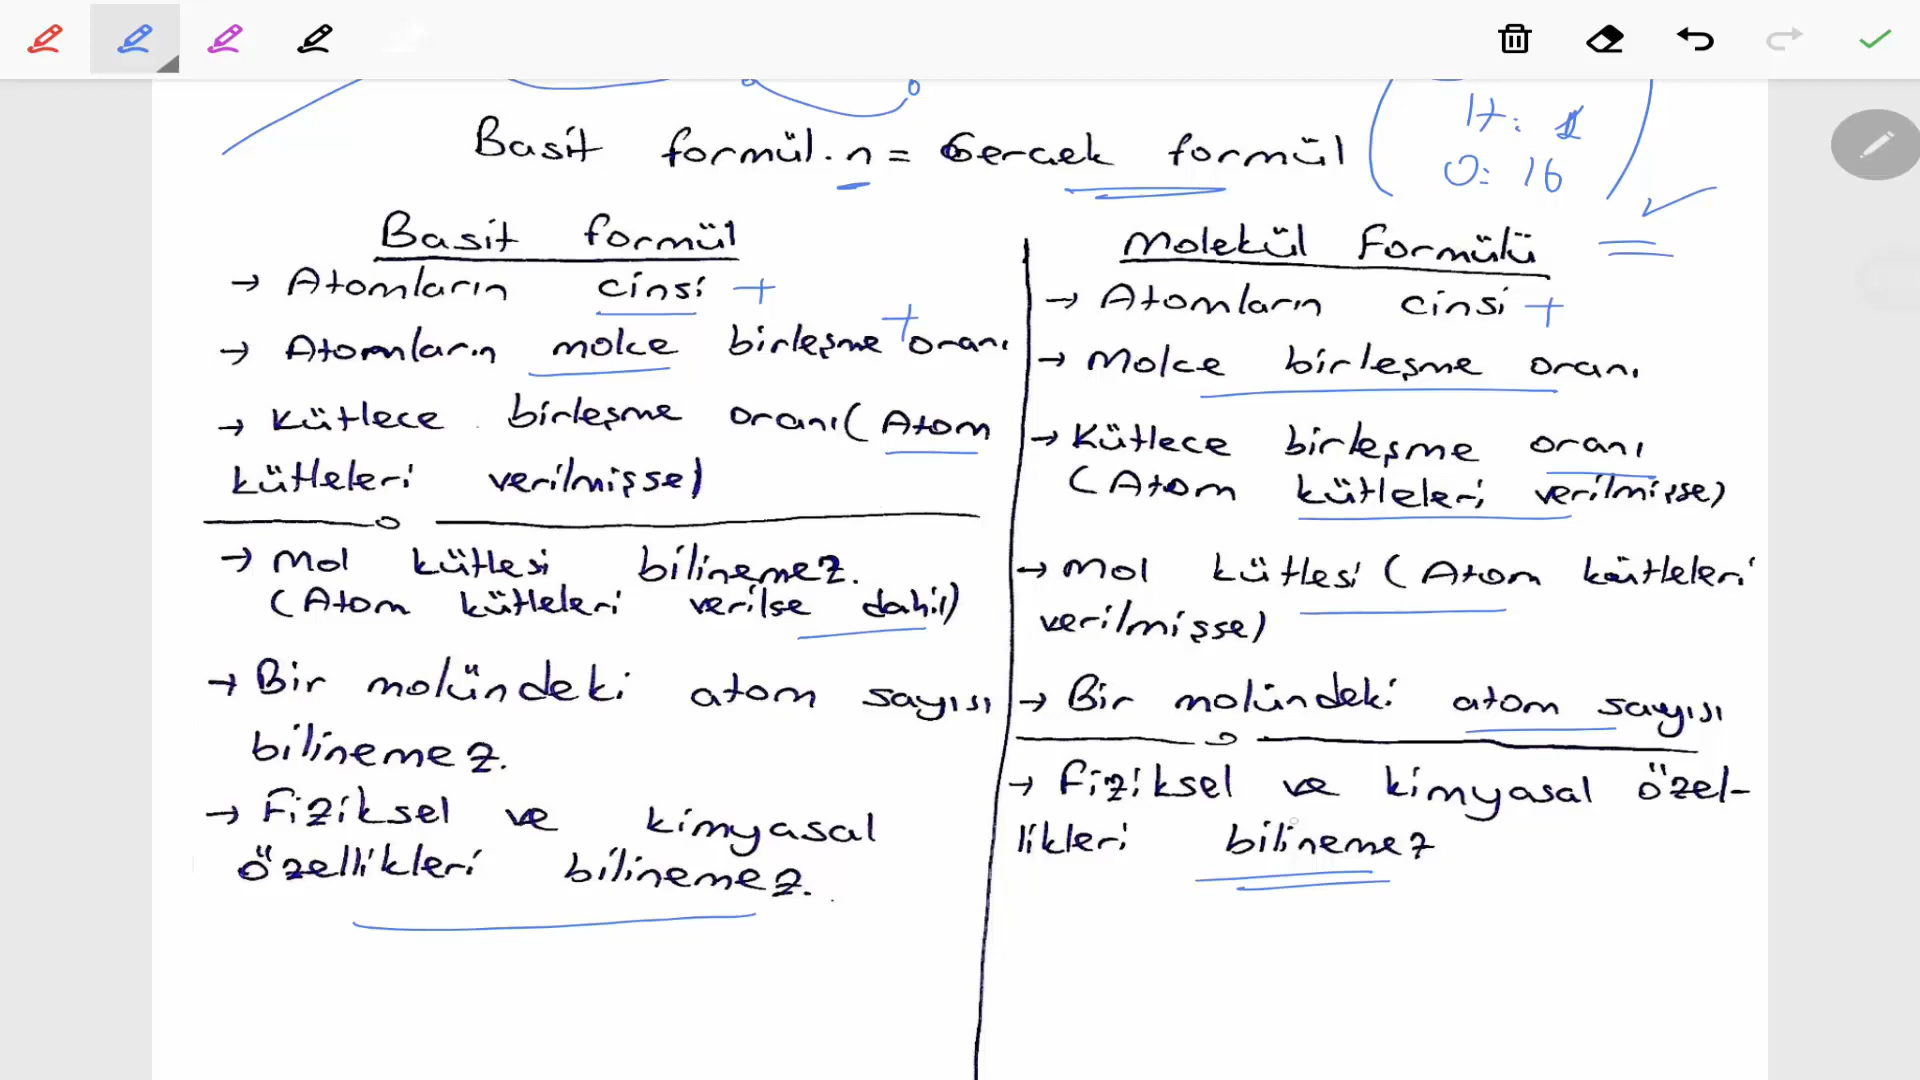 H: 1
Basit formül . n = Gerçek formül
O: 16
Basit formül
→ Atomların cinsi +
→ Atomların molce birleşme + oranı
→ Kütlece birleşme oranı (Atom
kütleleri verilmişse)
→ Mol kütlesi bilinemez.
(Atom kütleleri verilse dahil)
→ Bir molündeki atom sayısı
bilinemez.
→ Fiziksel ve kimyasal
özellikleri bilinemez.
Molekül Formülü
→ Atomların cinsi +
→ Molce birleşme oranı
→ Kütlece birleşme oranı
(Atom kütleleri verilmişse)
→ Mol kütlesi (Atom kütleleri
verilmişse)
→ Bir molündeki atom sayısı
→ Fiziksel ve kimyasal özel-
likleri bilinemez